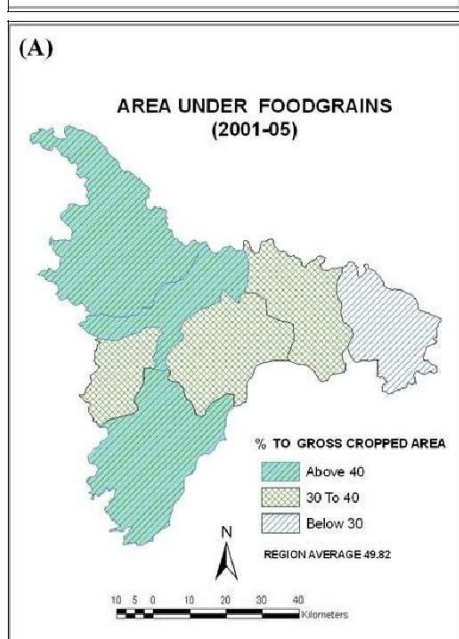 (A)
AREA UNDER FOODGRAINS
(2001-05)
% TO GROSS CROPPED AREA
Above 40
30 To 40
Below 30
N
REGION AVERAGE 49.82
10 5 0 10 20 30 40
Kilometers